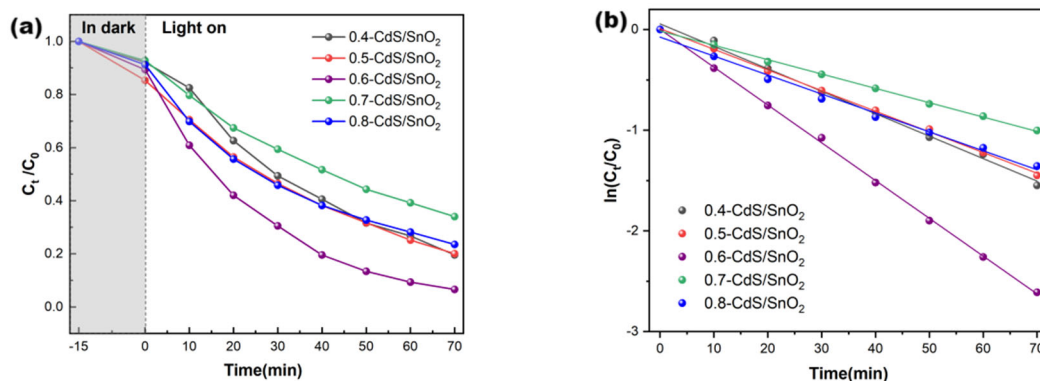 (a)
In dark
Light on
0.4-CdS/SnO₂
0.5-CdS/SnO₂
0.6-CdS/SnO₂
0.7-CdS/SnO₂
0.8-CdS/SnO₂
1.0
0.8
0.6
0.4
0.2
0.0
Cₜ/C₀
-15 0 10 20 30 40 50 60 70
Time(min)
(b)
0
-1
-2
-3
ln(Cₜ/C₀)
0.4-CdS/SnO₂
0.5-CdS/SnO₂
0.6-CdS/SnO₂
0.7-CdS/SnO₂
0.8-CdS/SnO₂
0 10 20 30 40 50 60 70
Time(min)